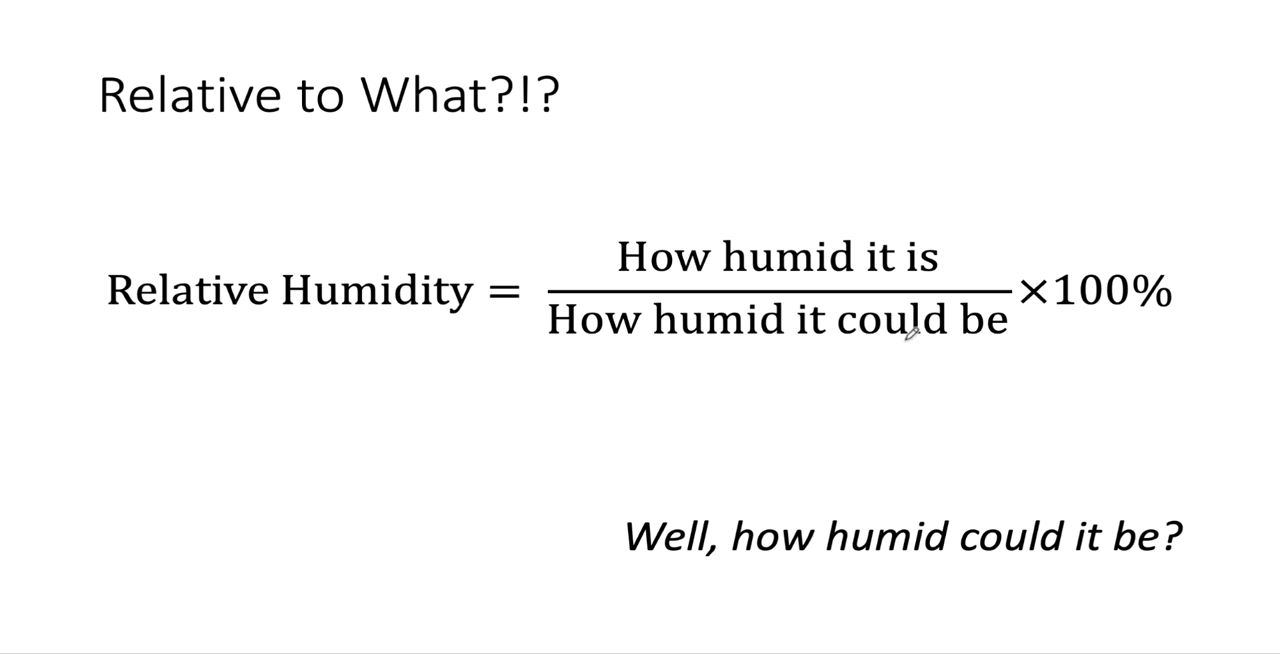 Relative to What?!?
Relative Humidity = How humid it is / How humid it could be ×100%
Well, how humid could it be?